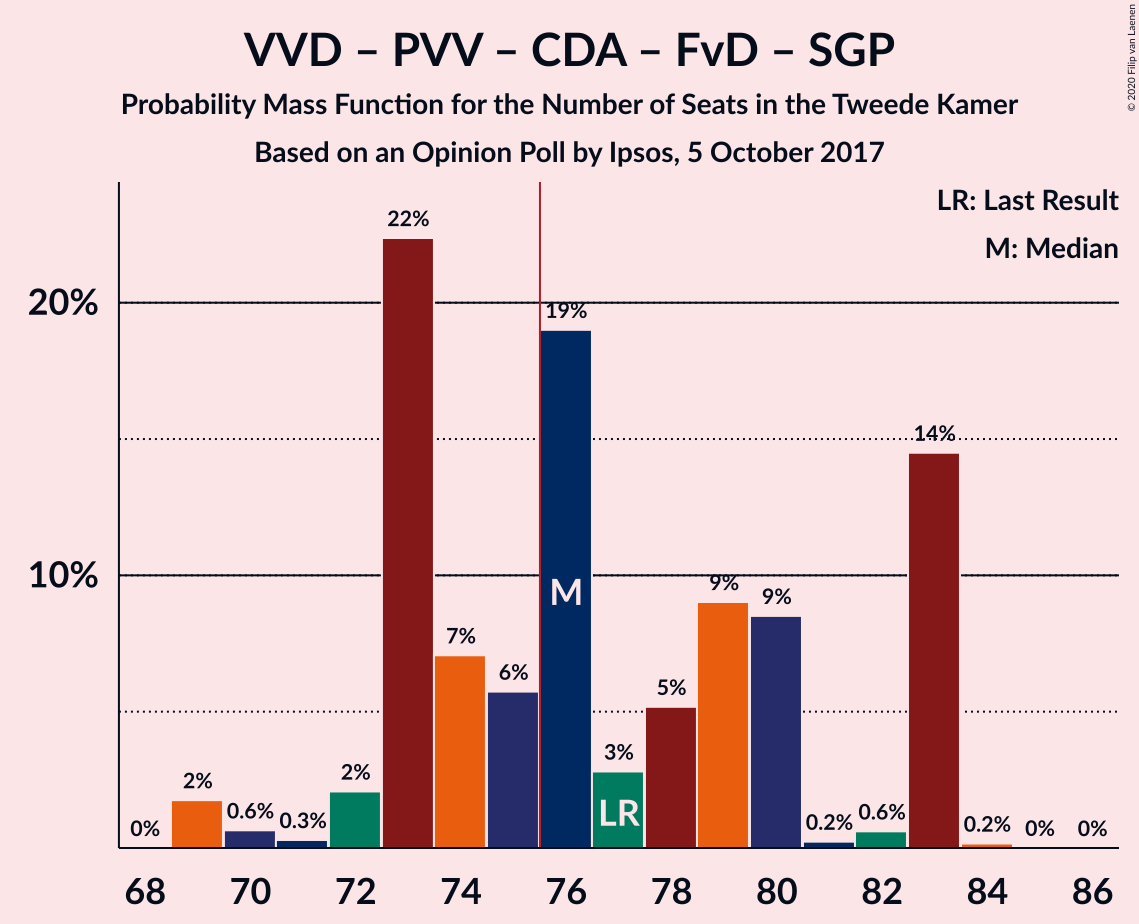 VVD – PVV – CDA – FvD – SGP
Probability Mass Function for the Number of Seats in the Tweede Kamer
Based on an Opinion Poll by Ipsos, 5 October 2017
© 2020 Filip van Laenen
LR: Last Result
M: Median
20%
10%
0%
2%
0.6%
0.3%
2%
22%
7%
6%
19%
3%
5%
9%
9%
0.2%
0.6%
14%
0.2%
0%
0%
M
LR
68 70 72 74 76 78 80 82 84 86